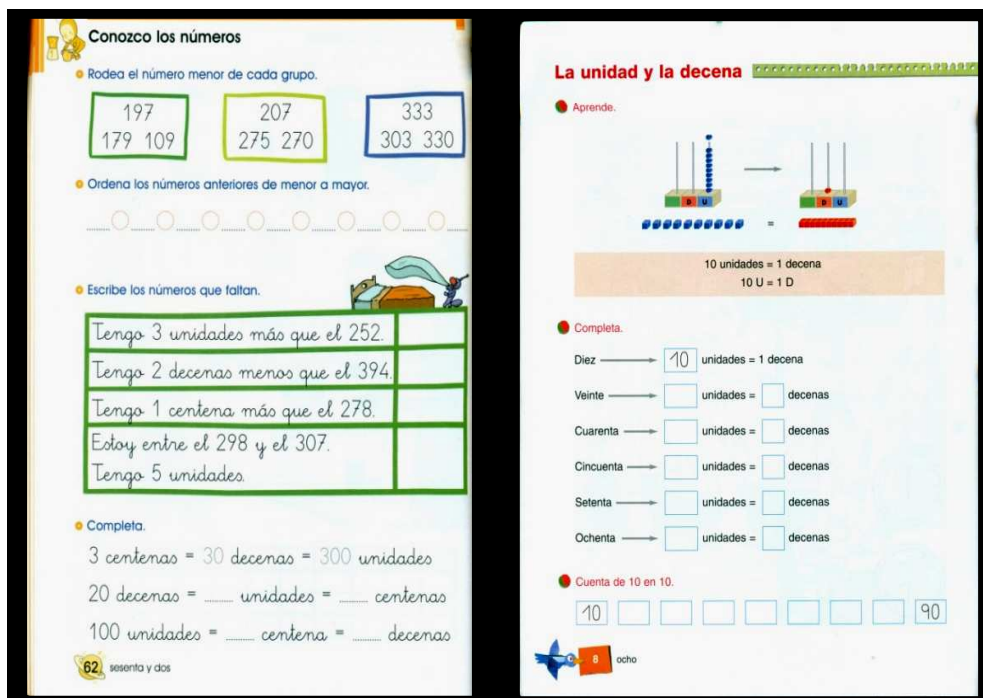 Conozco los números
Rodea el número menor de cada grupo.
197
179 109
207
275 270
333
303 330
Ordena los números anteriores de menor a mayor.
Escribe los números que faltan.
Tengo 3 unidades más que el 252.
Tengo 2 decenas menos que el 394.
Tengo 1 centena más que el 278.
Estoy entre el 298 y el 307.
Tengo 5 unidades.
Completa.
3 centenas = 30 decenas = 300 unidades
20 decenas = ____ unidades = ____ centenas
100 unidades = ____ centena = ____ decenas
62 sesenta y dos
La unidad y la decena
Aprende.
D U
D U
=
10 unidades = 1 decena
10 U = 1 D
Completa.
Diez 10 unidades = 1 decena
Veinte unidades = decenas
Cuarenta unidades = decenas
Cincuenta unidades = decenas
Setenta unidades = decenas
Ochenta unidades = decenas
Cuenta de 10 en 10.
10 90
8 ocho